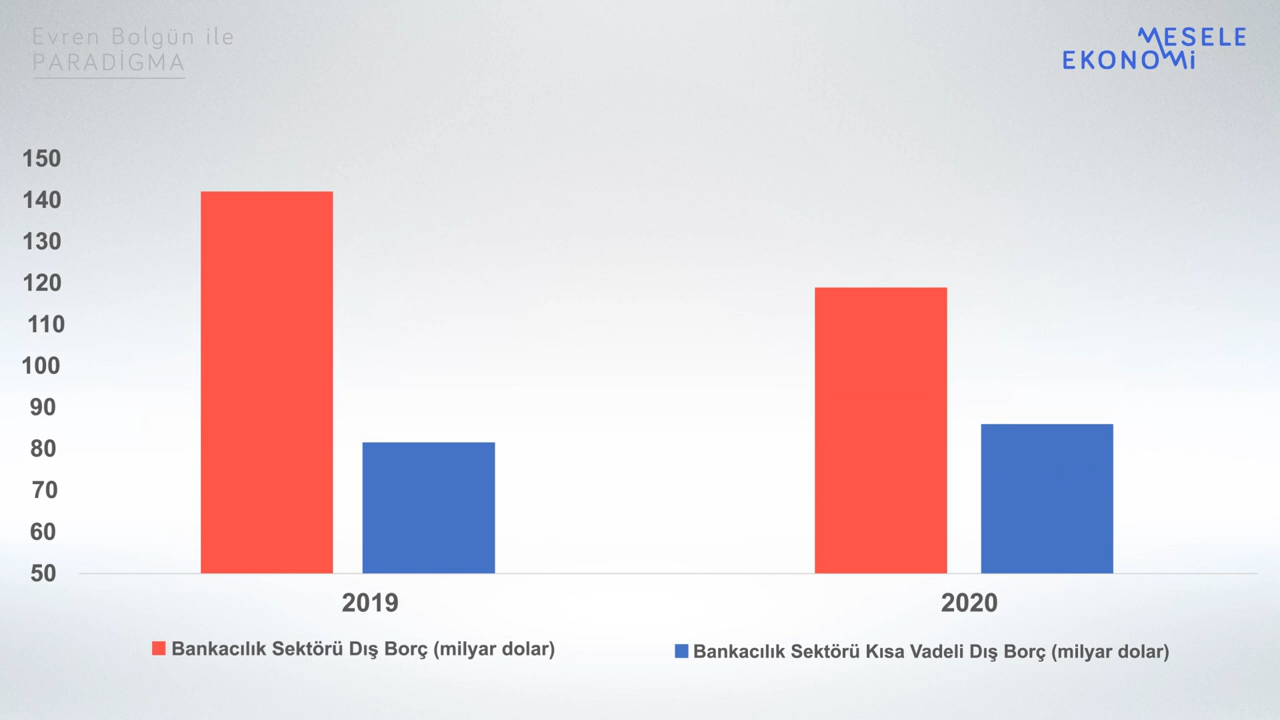 Evren Bolgün ile
PARADİGMA
MESELE
EKONOMİ
150
140
130
120
110
100
90
80
70
60
50
2019
2020
Bankacılık Sektörü Dış Borç (milyar dolar)
Bankacılık Sektörü Kısa Vadeli Dış Borç (milyar dolar)